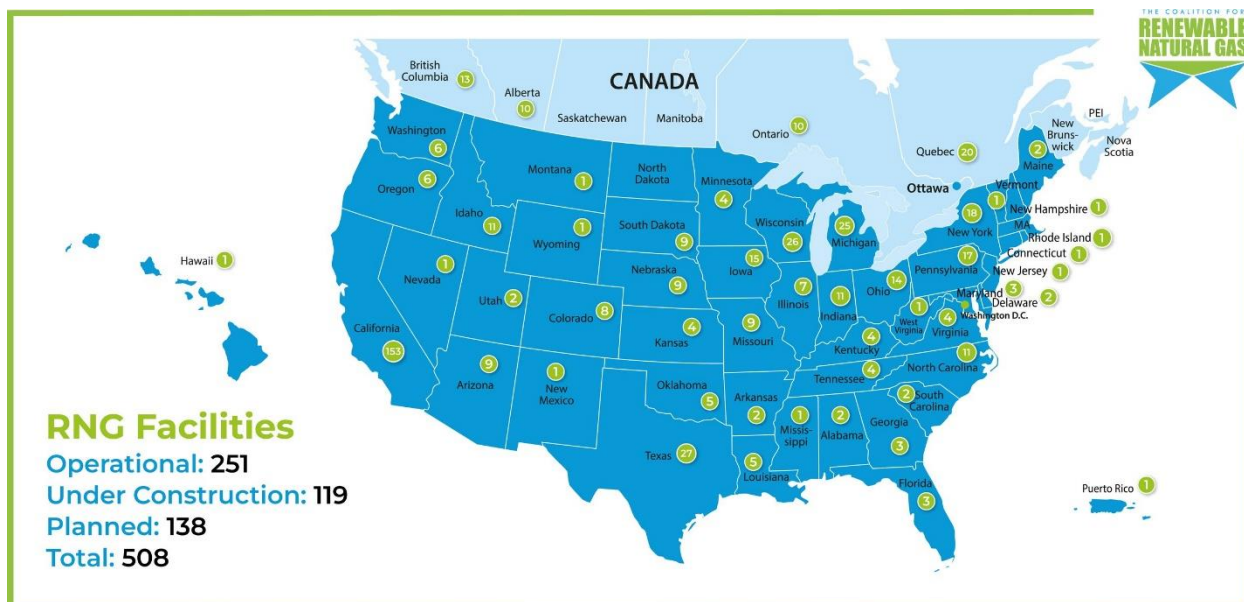 THE COALITION FOR
RENEWABLE
NATURAL GAS
CANADA
British
Columbia
13
Alberta
10
Saskatchewan
Manitoba
Ontario
10
Quebec
20
PEI
New
Bruns-
wick
Nova
Scotia
Ottawa
Washington
6
Oregon
6
Idaho
11
Montana
1
North
Dakota
Minnesota
4
Wisconsin
26
Michigan
25
Maine
2
Vermont
1
New Hampshire 1
New York
18
MA
Rhode Island 1
Connecticut 1
New Jersey 1
Wyoming
1
South Dakota
9
Nebraska
9
Iowa
15
Illinois
7
Indiana
11
Ohio
14
Pennsylvania
17
Maryland 3
Delaware 2
Washington D.C.
West
Virginia
1
Virginia
4
Hawaii 1
Nevada
1
Utah 2
Colorado 8
California
153
Kansas
4
Missouri
9
Kentucky
4
Arizona
9
New
Mexico
1
Oklahoma
5
Arkansas
2
Tennessee
4
North Carolina
11
South
Carolina
2
Texas 27
Louisiana
5
Missis-
sippi
1
Alabama
2
Georgia
3
Florida
3
Puerto Rico 1
RNG Facilities
Operational: 251
Under Construction: 119
Planned: 138
Total: 508